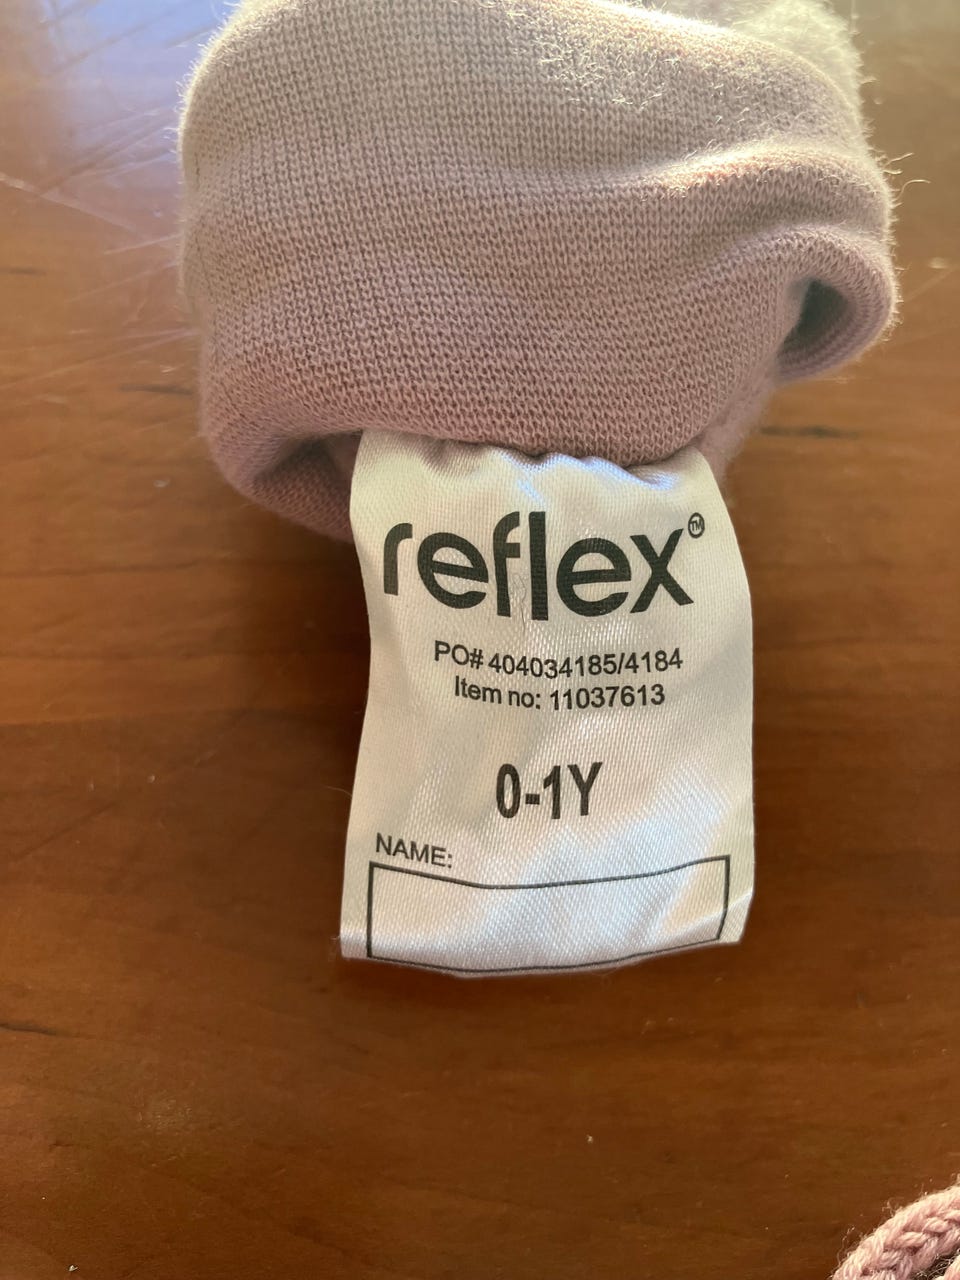 reflex™
PO# 404034185/4184
Item no: 11037613
0-1Y
NAME: